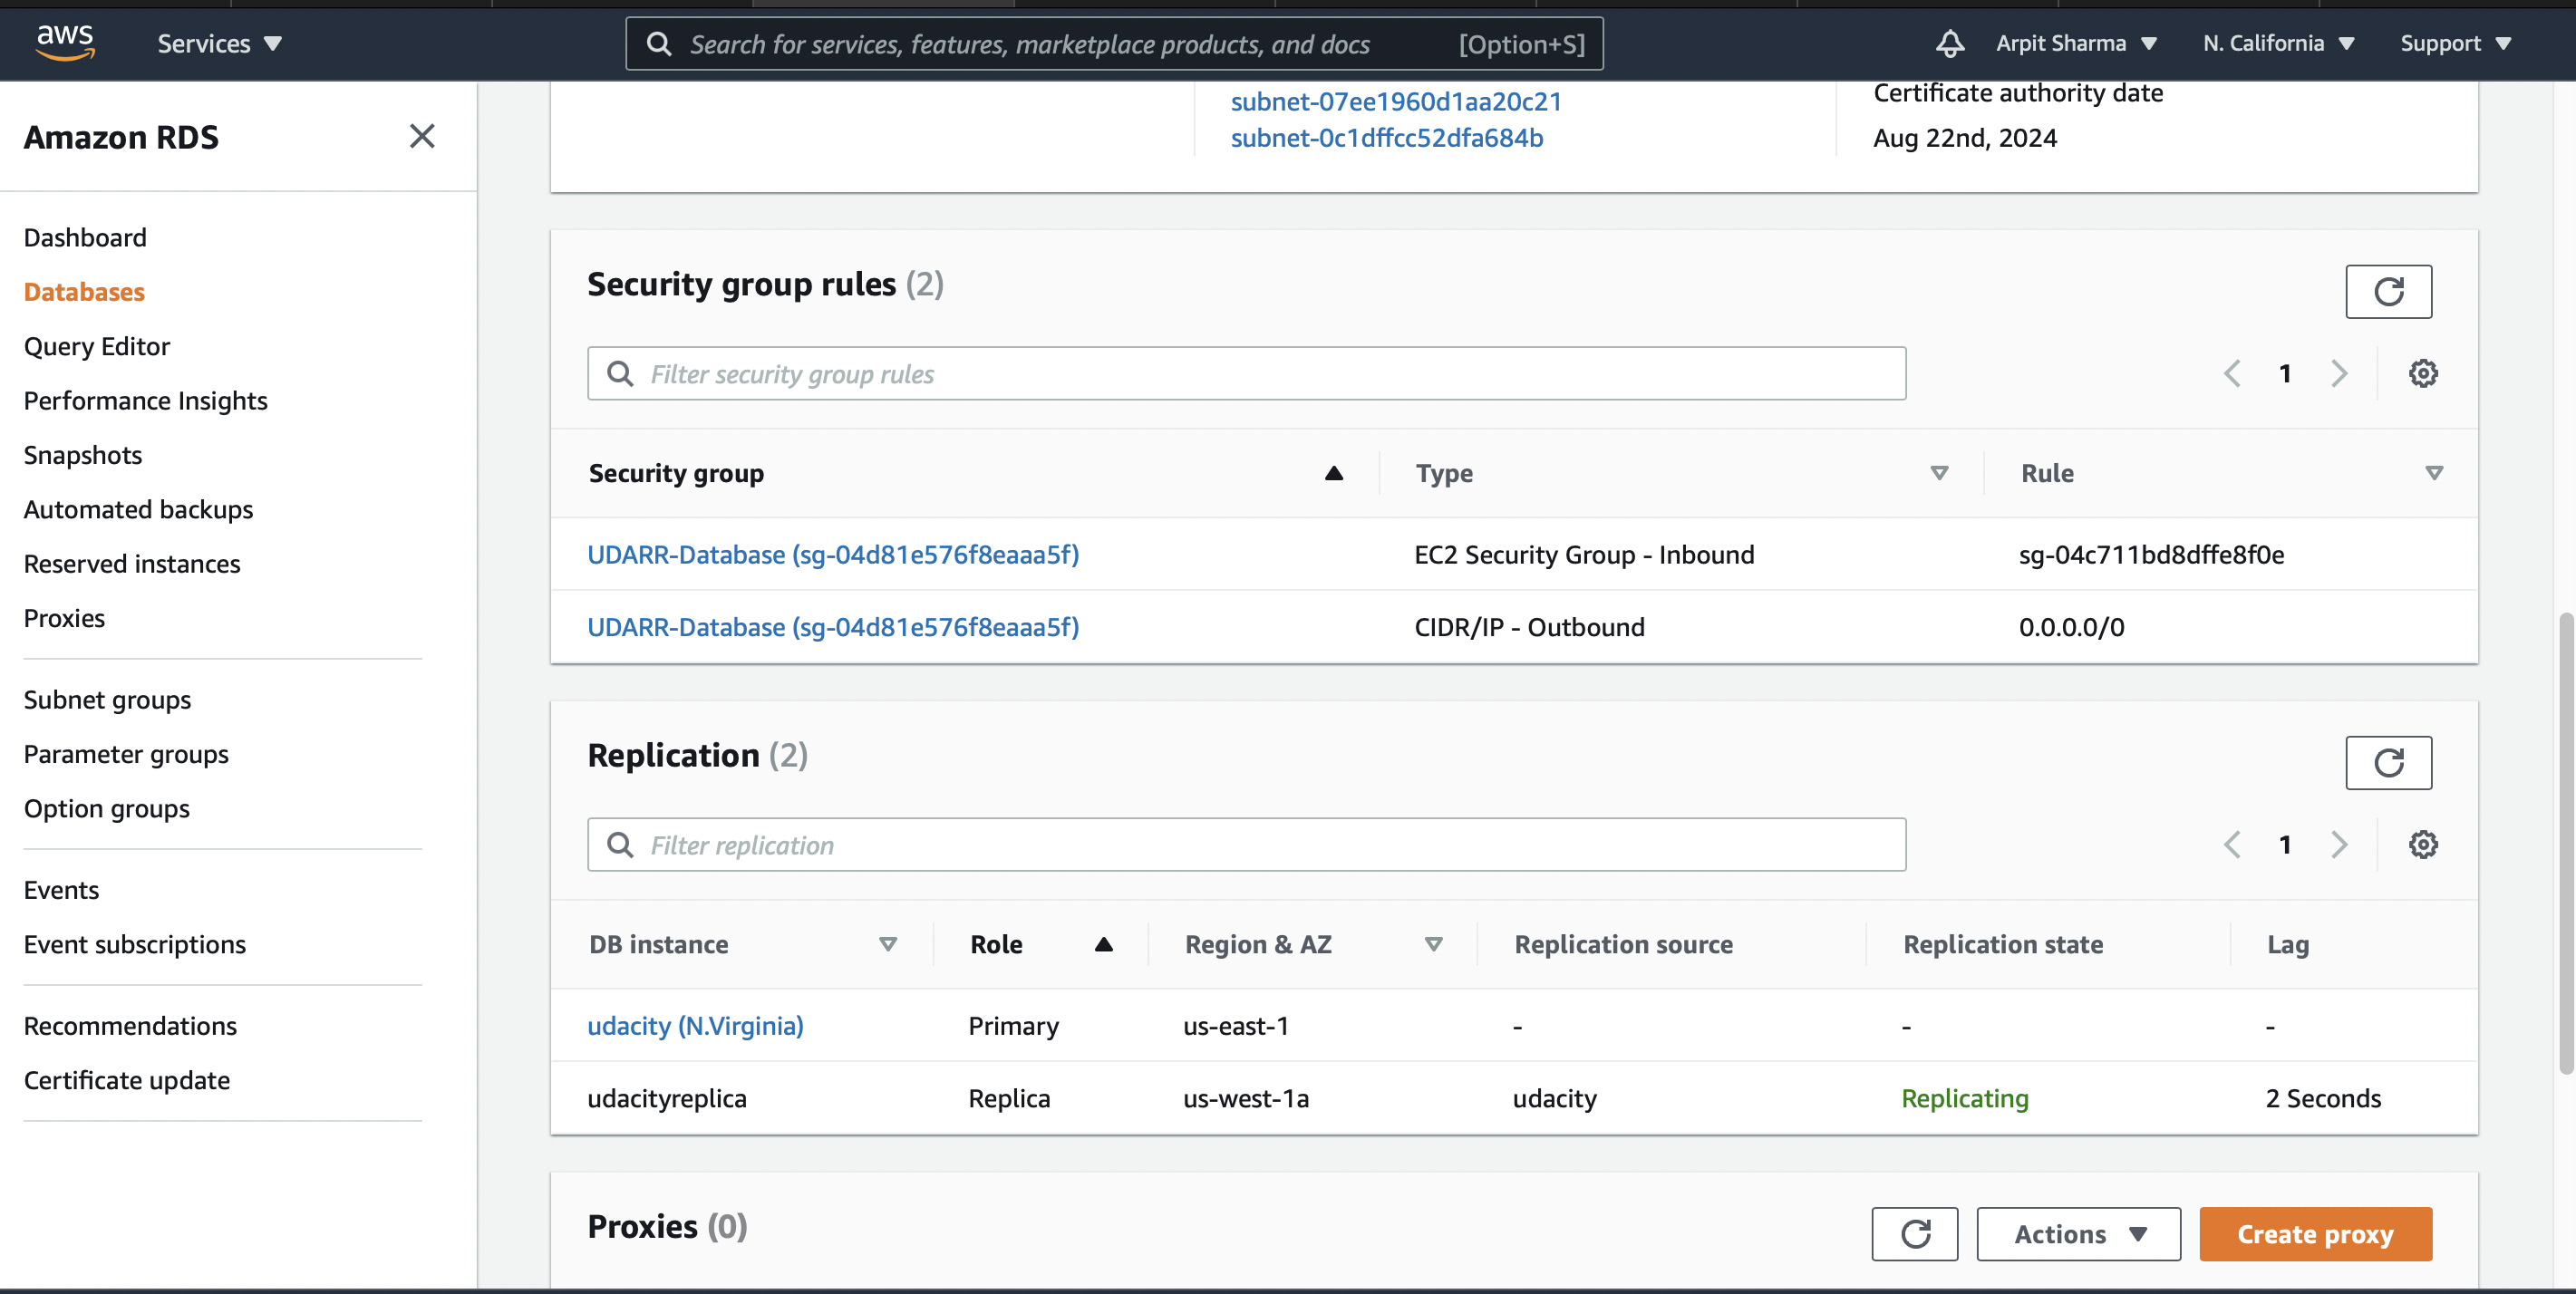 aws Services Search for services, features, marketplace products, and docs [Option+S] Arpit Sharma N. California Support
Amazon RDS
Dashboard
Databases
Query Editor
Performance Insights
Snapshots
Automated backups
Reserved instances
Proxies
Subnet groups
Parameter groups
Option groups
Events
Event subscriptions
Recommendations
Certificate update
subnet-07ee1960d1aa20c21
subnet-0c1dffcc52dfa684b
Certificate authority date
Aug 22nd, 2024
Security group rules (2)
Filter security group rules
1
Security group Type Rule
UDARR-Database (sg-04d81e576f8eaaa5f) EC2 Security Group - Inbound sg-04c711bd8dffe8f0e
UDARR-Database (sg-04d81e576f8eaaa5f) CIDR/IP - Outbound 0.0.0.0/0
Replication (2)
Filter replication
1
DB instance Role Region & AZ Replication source Replication state Lag
udacity (N.Virginia) Primary us-east-1 - - -
udacityreplica Replica us-west-1a udacity Replicating 2 Seconds
Proxies (0)
Actions Create proxy